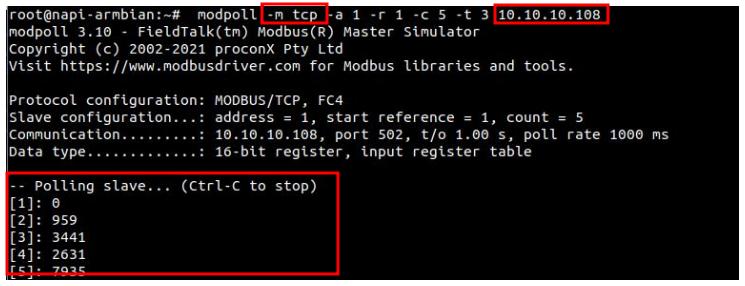 root@napi-armbian:~#  modpoll -m tcp -a 1 -r 1 -c 5 -t 3 10.10.10.108
modpoll 3.10 - FieldTalk(tm) Modbus(R) Master Simulator
Copyright (c) 2002-2021 proconX Pty Ltd
Visit https://www.modbusdriver.com for Modbus libraries and tools.
Protocol configuration: MODBUS/TCP, FC4
Slave configuration...: address = 1, start reference = 1, count = 5
Communication.........: 10.10.10.108, port 502, t/o 1.00 s, poll rate 1000 ms
Data type.............: 16-bit register, input register table
-- Polling slave... (Ctrl-C to stop)
[1]: 0
[2]: 959
[3]: 3441
[4]: 2631
[5]: 7935